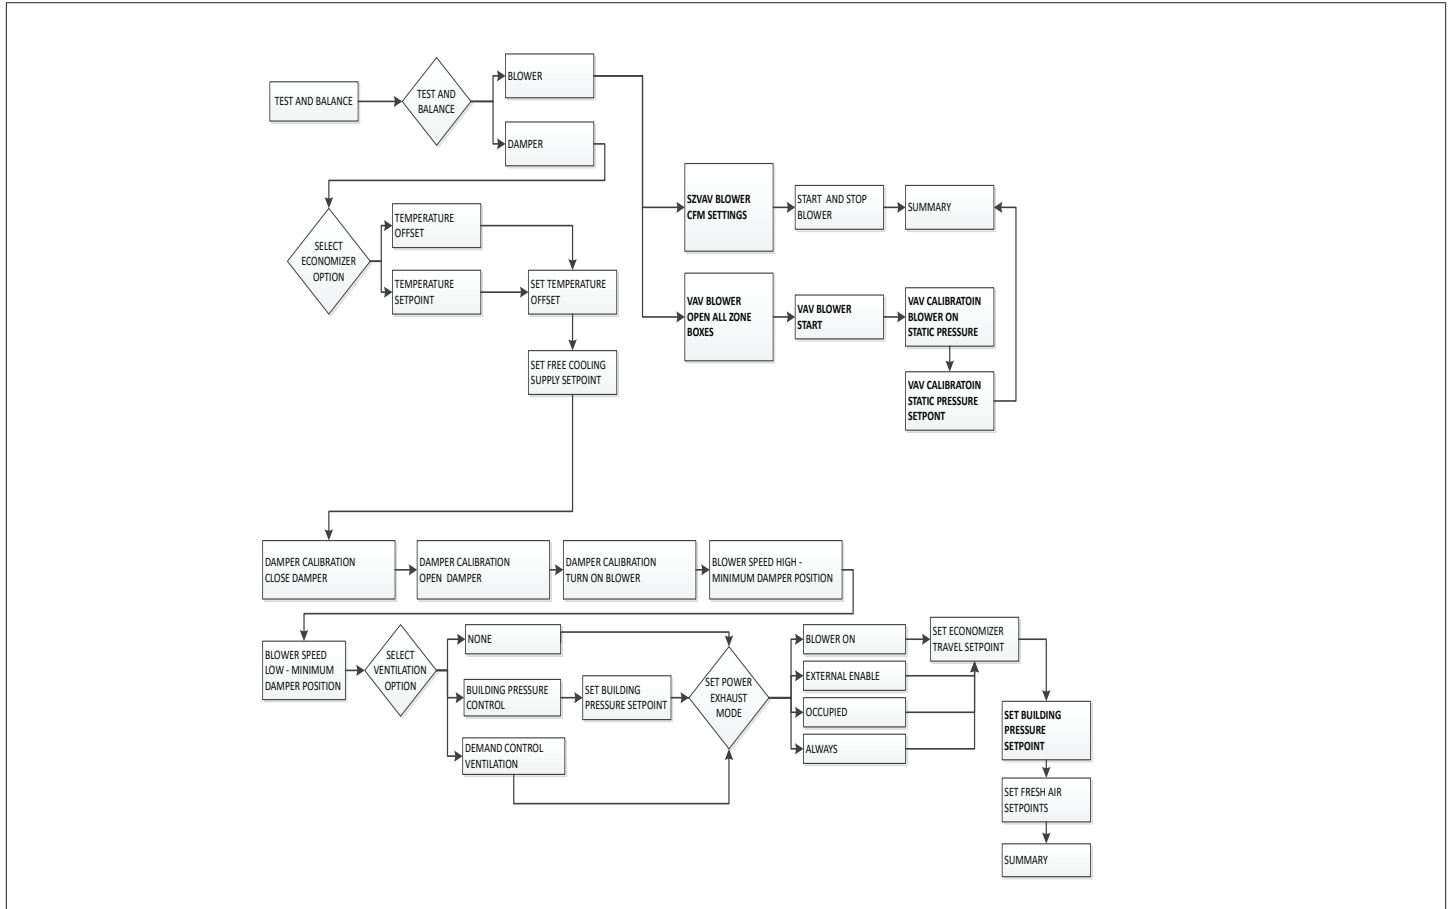 TEST AND BALANCE
TEST AND
BALANCE
BLOWER
DAMPER
SZVAV BLOWER
CFM SETTINGS
START AND STOP
BLOWER
SUMMARY
SELECT
ECONOMIZER
OPTION
TEMPERATURE
OFFSET
TEMPERATURE
SETPOINT
SET TEMPERATURE
OFFSET
VAV BLOWER
OPEN ALL ZONE
BOXES
VAV BLOWER
START
VAV CALIBRATOIN
BLOWER ON
STATIC PRESSURE
SET FREE COOLING
SUPPLY SETPOINT
VAV CALIBRATOIN
STATIC PRESSURE
SETPONT
DAMPER CALIBRATION
CLOSE DAMPER
DAMPER CALIBRATION
OPEN DAMPER
DAMPER CALIBRATION
TURN ON BLOWER
BLOWER SPEED HIGH -
MINIMUM DAMPER POSITION
BLOWER SPEED
LOW - MINIMUM
DAMPER POSITION
SELECT
VENTILATION
OPTION
NONE
BUILDING PRESSURE
CONTROL
SET BUILDING
PRESSURE SETPOINT
DEMAND CONTROL
VENTILATION
SET POWER
EXHAUST
MODE
BLOWER ON
EXTERNAL ENABLE
OCCUPIED
ALWAYS
SET ECONOMIZER
TRAVEL SETPOINT
SET BUILDING
PRESSURE
SETPOINT
SET FRESH AIR
SETPOINTS
SUMMARY